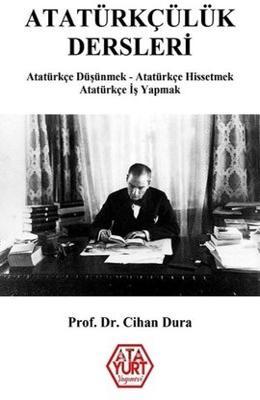 ATATÜRKÇÜLÜK
DERSLERİ
Atatürkçe Düşünmek - Atatürkçe Hissetmek
Atatürkçe İş Yapmak
Prof. Dr. Cihan Dura
ATA
YURT
Yayınevi